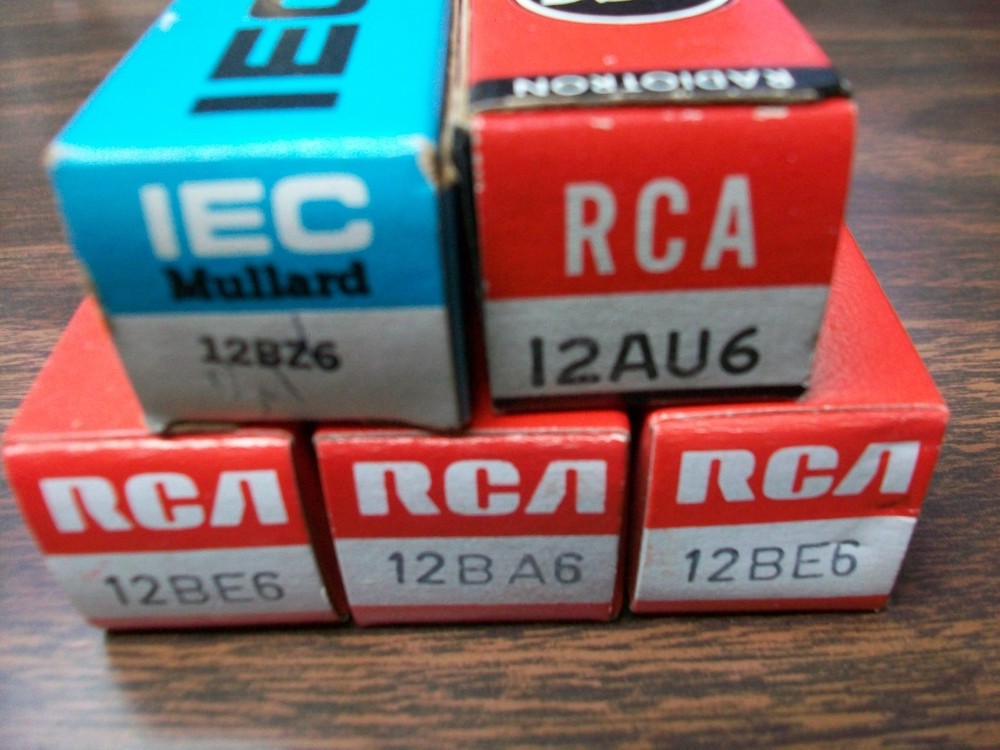 IEC
RADIOTRON
IEC
Mullard
12BZ6
RCA
12AU6
RCA
12BE6
RCA
12BA6
RCA
12BE6